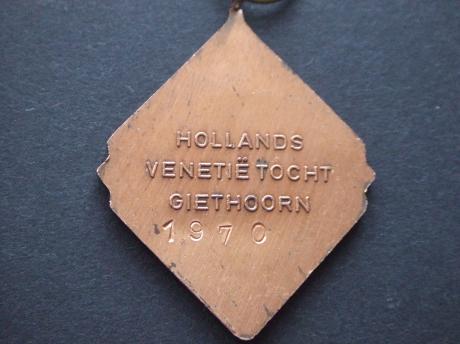 HOLLANDS
VENETIË TOCHT
GIETHOORN
1970